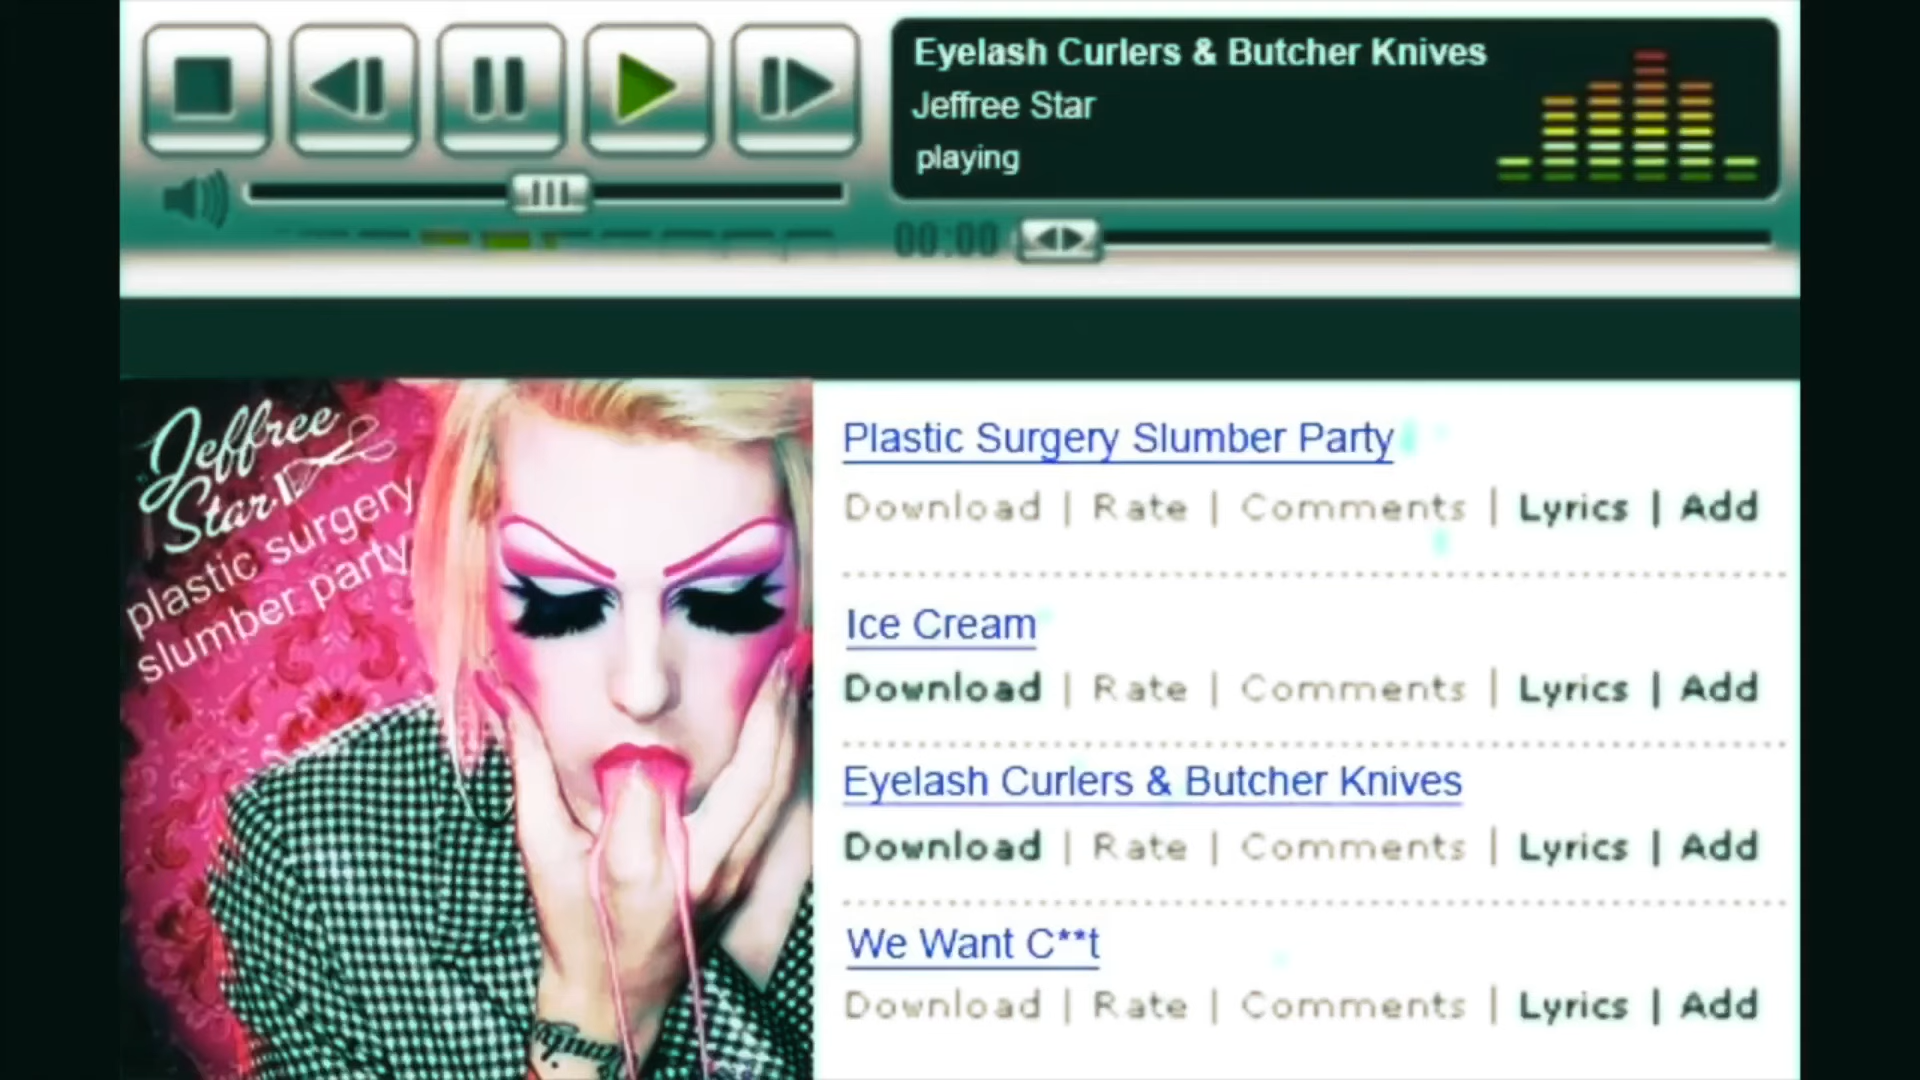 Eyelash Curlers & Butcher Knives
Jeffree Star
playing
00:00
Jeffree
Star
plastic surgery
slumber party
Plastic Surgery Slumber Party
Download | Rate | Comments | Lyrics | Add
Ice Cream
Download | Rate | Comments | Lyrics | Add
Eyelash Curlers & Butcher Knives
Download | Rate | Comments | Lyrics | Add
We Want C**t
Download | Rate | Comments | Lyrics | Add